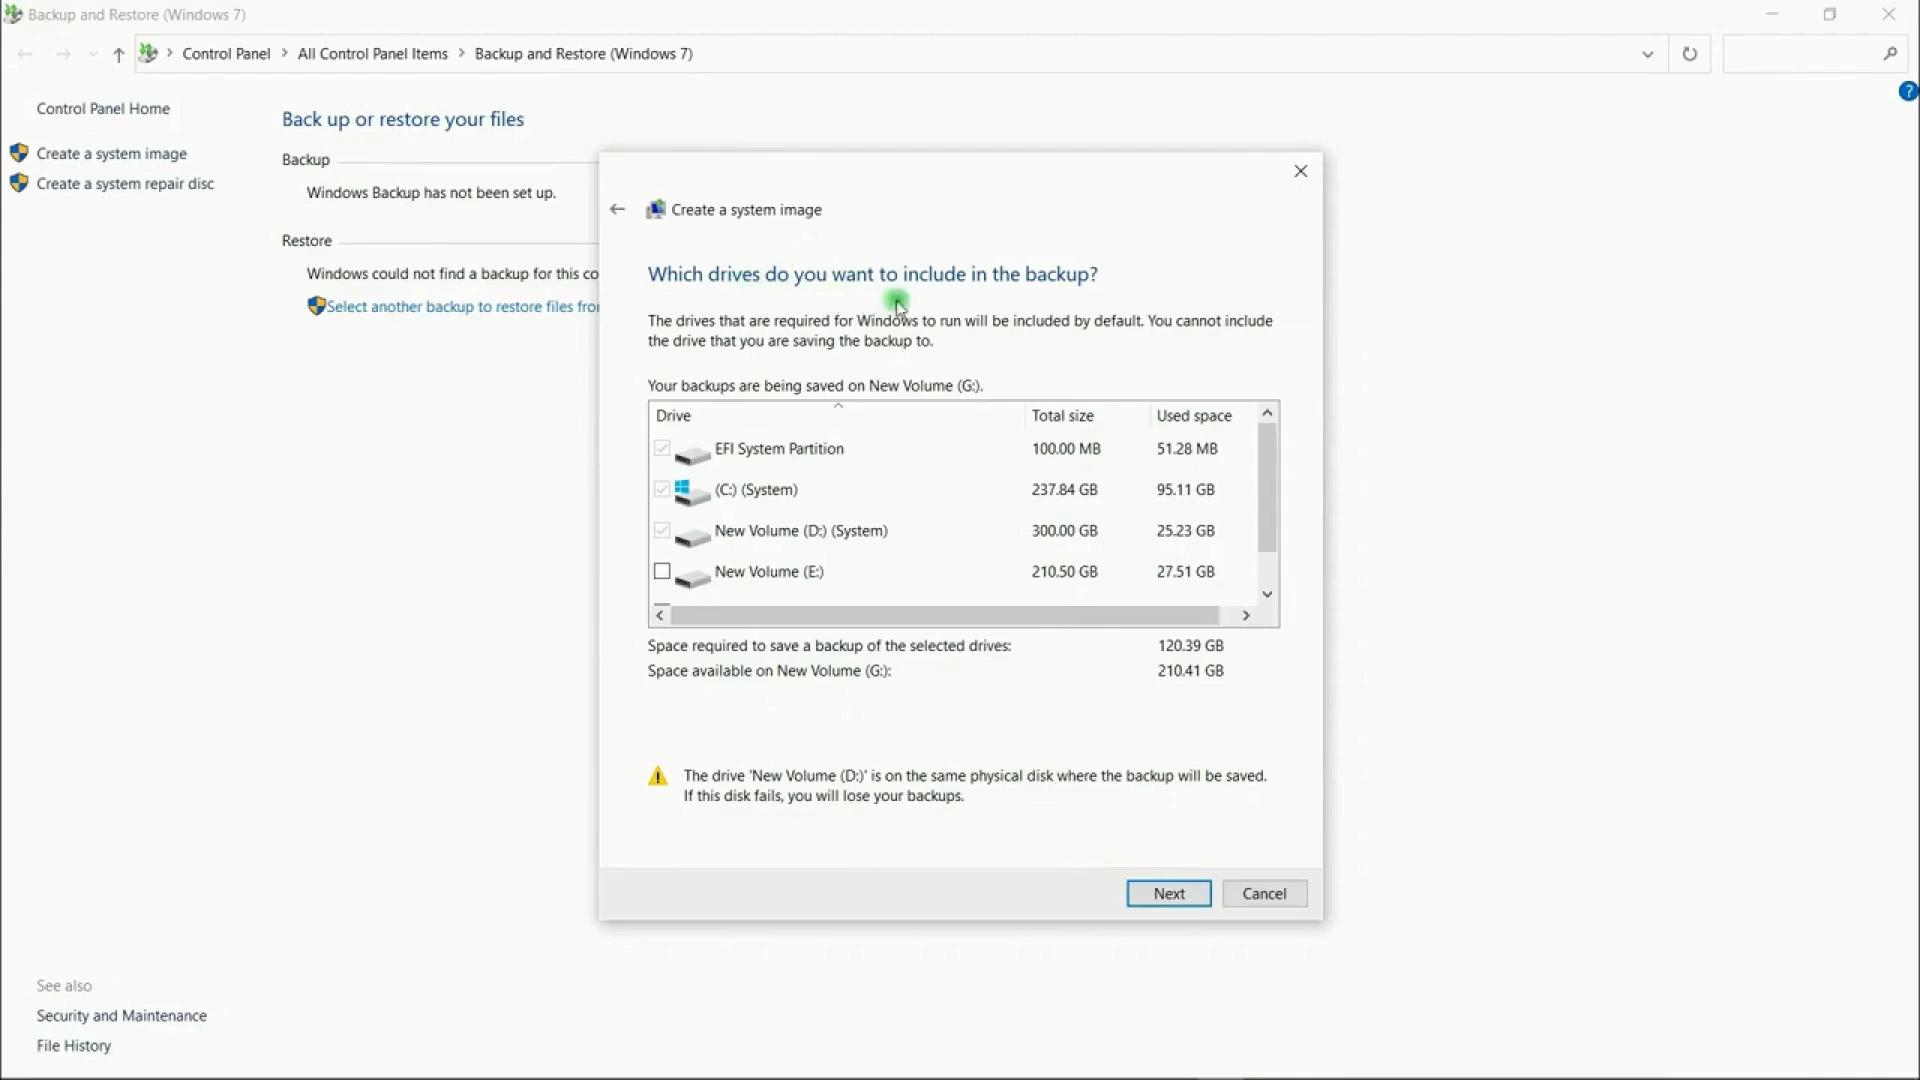 Backup and Restore (Windows 7)
Control Panel > All Control Panel Items > Backup and Restore (Windows 7)
Control Panel Home
Create a system image
Create a system repair disc
Back up or restore your files
Backup
Windows Backup has not been set up.
Restore
Windows could not find a backup for this co
Select another backup to restore files fro
Create a system image
Which drives do you want to include in the backup?
The drives that are required for Windows to run will be included by default. You cannot include
the drive that you are saving the backup to.
Your backups are being saved on New Volume (G:).
Drive Total size Used space
EFI System Partition 100.00 MB 51.28 MB
(C:) (System) 237.84 GB 95.11 GB
New Volume (D:) (System) 300.00 GB 25.23 GB
New Volume (E:) 210.50 GB 27.51 GB
Space required to save a backup of the selected drives: 120.39 GB
Space available on New Volume (G:): 210.41 GB
The drive 'New Volume (D:)' is on the same physical disk where the backup will be saved.
If this disk fails, you will lose your backups.
Next Cancel
See also
Security and Maintenance
File History